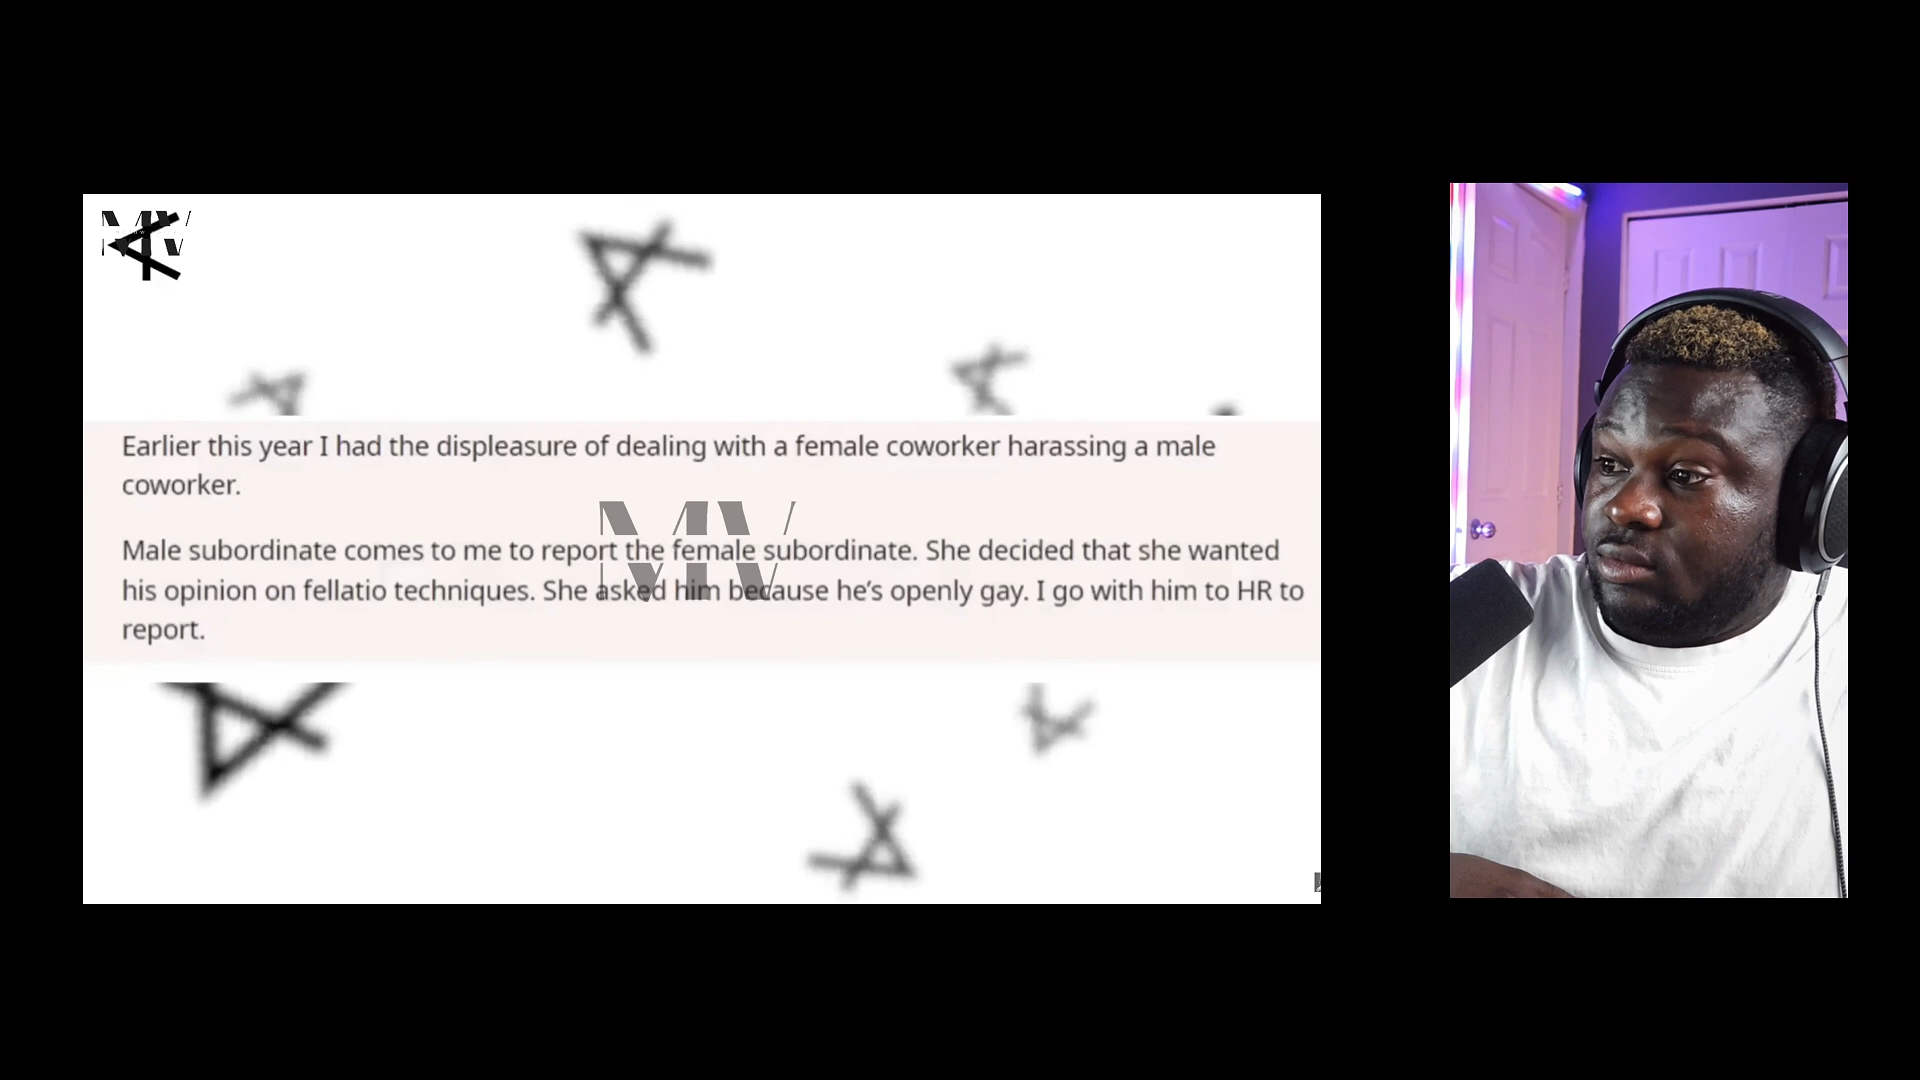 MV
Earlier this year I had the displeasure of dealing with a female coworker harassing a male
coworker.
MV
Male subordinate comes to me to report the female subordinate. She decided that she wanted
his opinion on fellatio techniques. She asked him because he’s openly gay. I go with him to HR to
report.